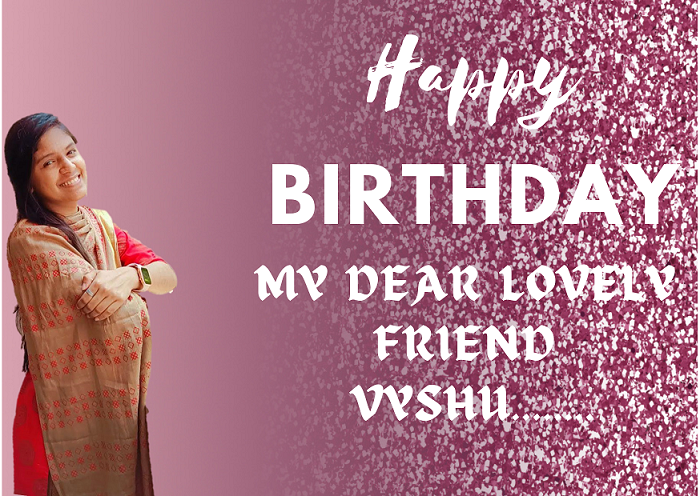 Happy
BIRTHDAY
MY DEAR LOVELY
FRIEND
VYSHU........